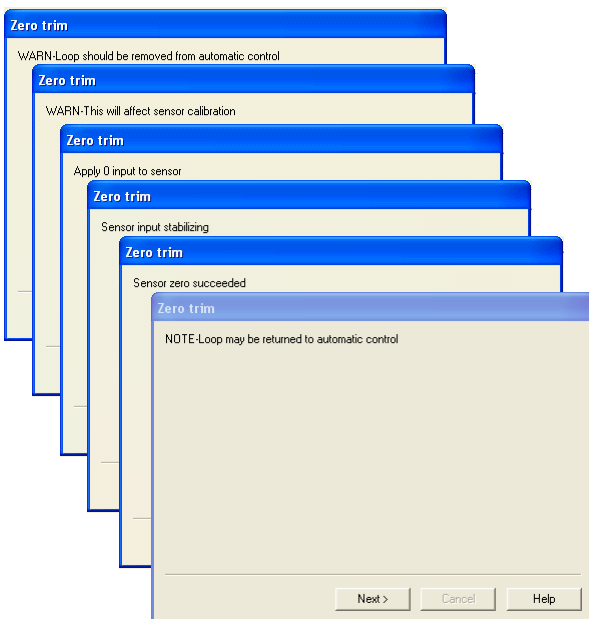 Zero trim
WARN-Loop should be removed from automatic control
Zero trim
WARN-This will affect sensor calibration
Zero trim
Apply 0 input to sensor
Zero trim
Sensor input stabilizing
Zero trim
Sensor zero succeeded
Zero trim
NOTE-Loop may be returned to automatic control
Next > Cancel Help